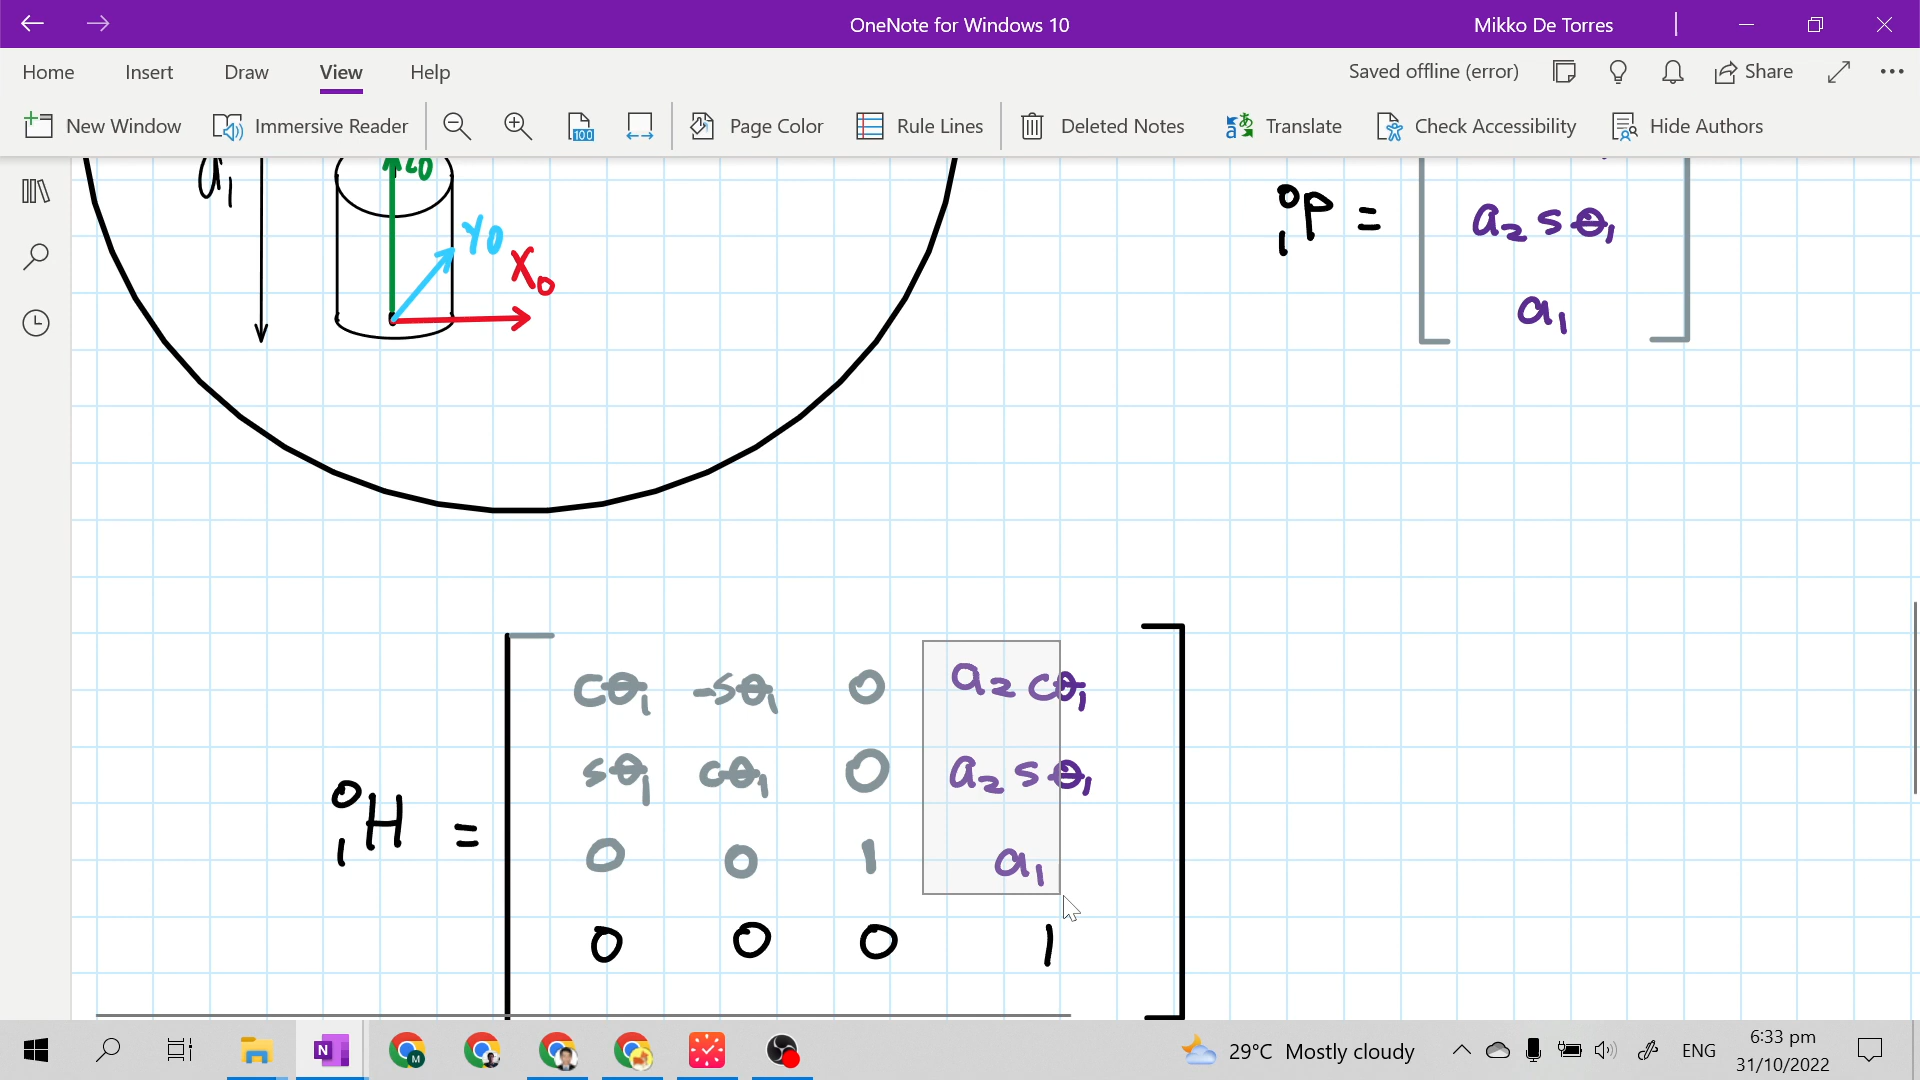 OneNote for Windows 10
Mikko De Torres
Home Insert Draw View Help
Saved offline (error)
Share
New Window
Immersive Reader
100
Page Color
Rule Lines
Deleted Notes
Translate
Check Accessibility
Hide Authors
Y0
X0
a1
0 1 P =
a2 sθ1
a1
0 1 H =
cθ1 -sθ1 0 a2 cθ1
sθ1 cθ1 0 a2 sθ1
0 0 1 a1
0 0 0 1
29°C Mostly cloudy
ENG
6:33 pm
31/10/2022